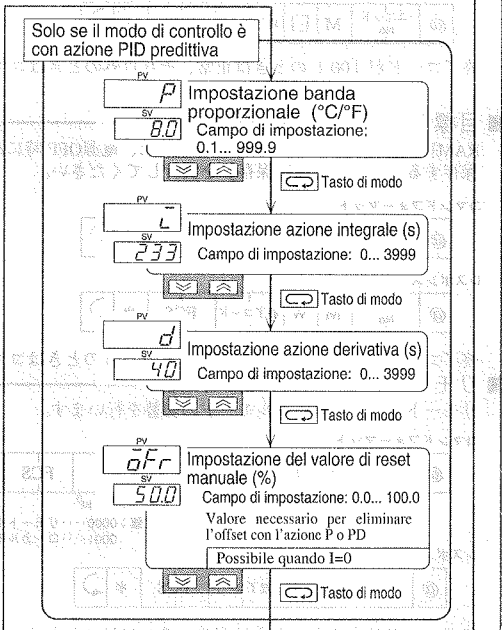 Solo se il modo di controllo è
con azione PID predittiva
PV
P
SV
8.0
Impostazione banda
proporzionale (°C/°F)
Campo di impostazione:
0.1... 999.9
Tasto di modo
PV
i
SV
233
Impostazione azione integrale (s)
Campo di impostazione: 0... 3999
Tasto di modo
PV
d
SV
40
Impostazione azione derivativa (s)
Campo di impostazione: 0... 3999
Tasto di modo
PV
oFr
SV
50.0
Impostazione del valore di reset
manuale (%)
Campo di impostazione: 0.0... 100.0
Valore necessario per eliminare
l'offset con l'azione P o PD
Possibile quando I=0
Tasto di modo